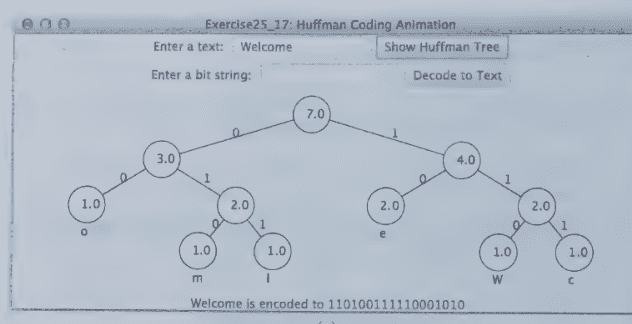 Exercise25_17: Huffman Coding Animation
Enter a text: Welcome Show Huffman Tree
Enter a bit string: Decode to Text
7.0
0 1
3.0 4.0
0 1 0 1
1.0 2.0 2.0 2.0
o 0 1 e 0 1
1.0 1.0 1.0 1.0
m l W c
Welcome is encoded to 110100111110001010